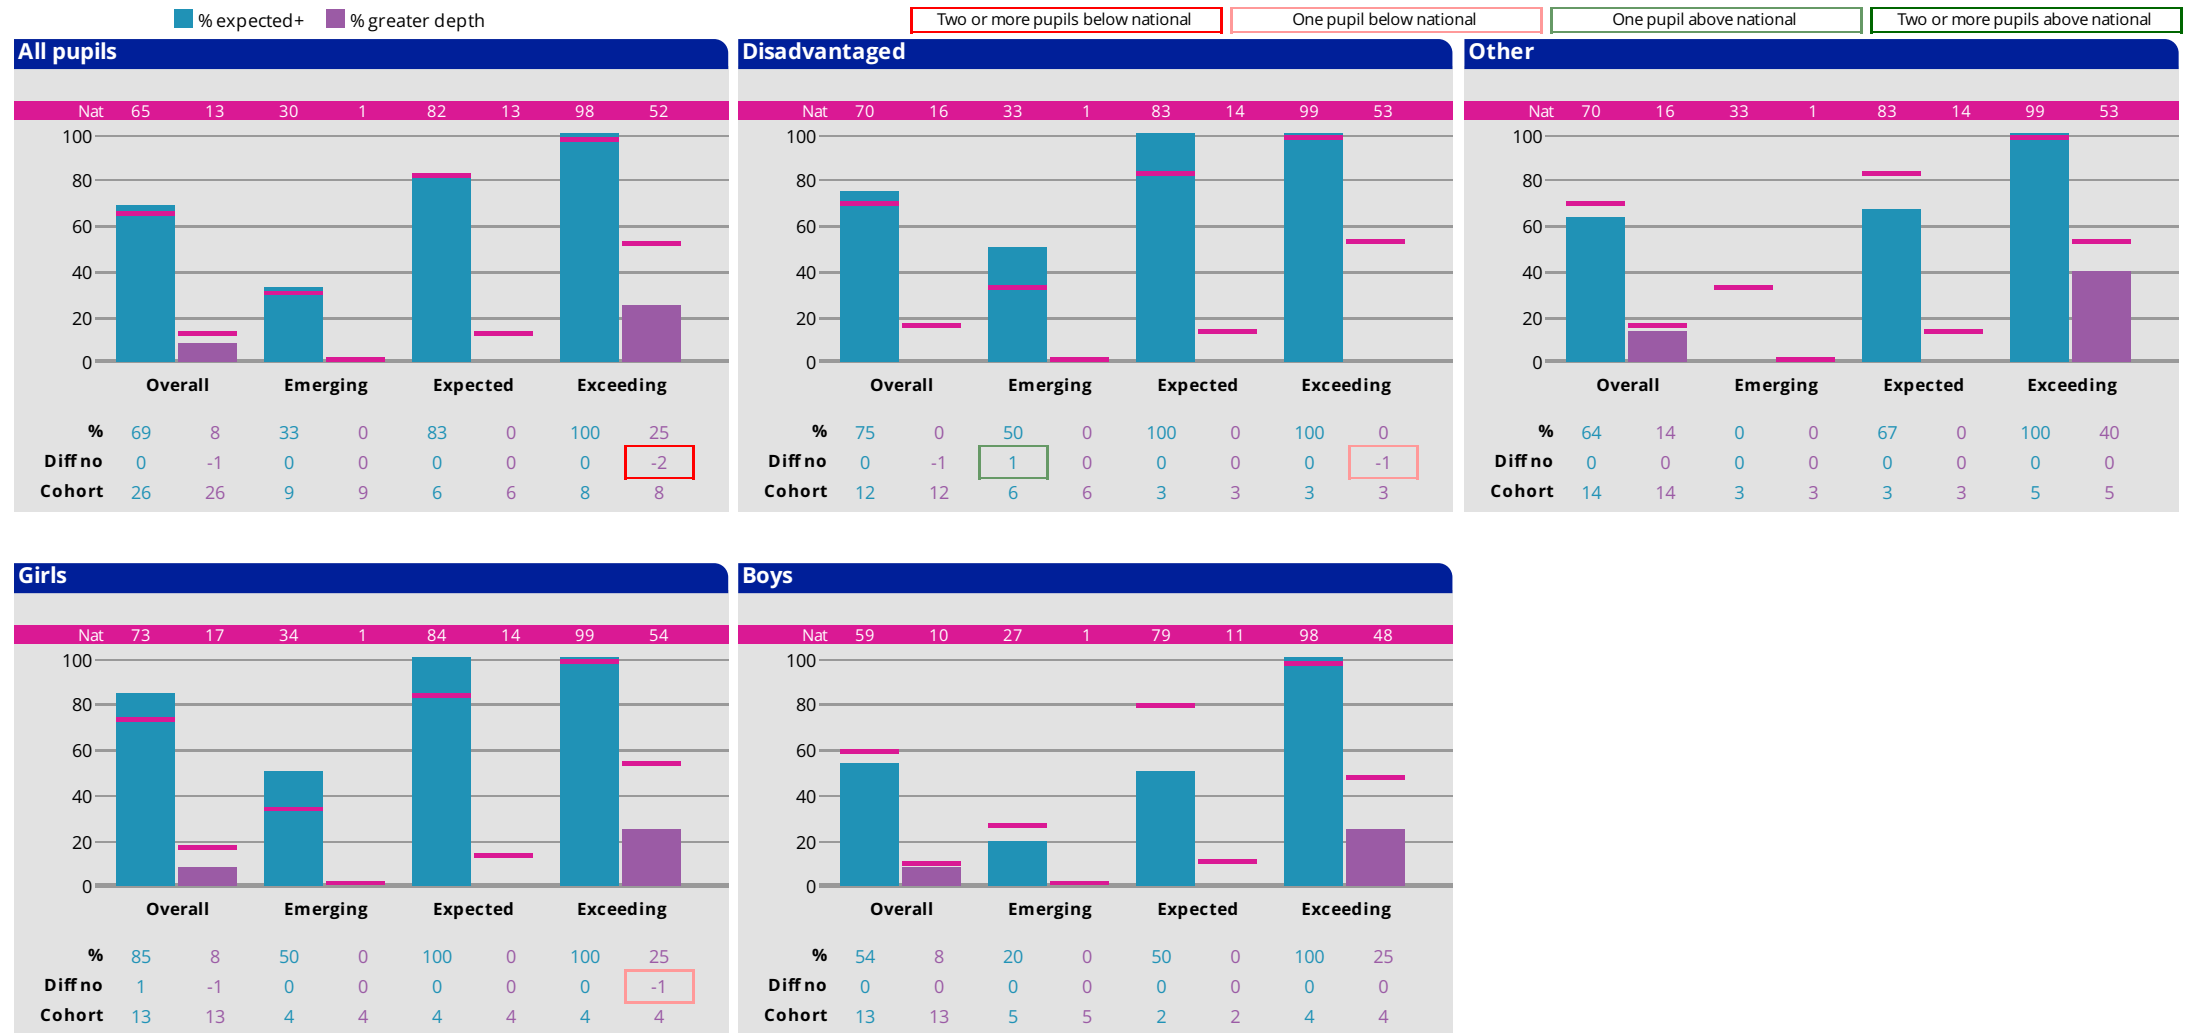 % expected+ % greater depth Two or more pupils below national One pupil below national One pupil above national Two or more pupils above national
All pupils
Nat 65 13 30 1 82 13 98 52
100
80
60
40
20
0
Overall Emerging Expected Exceeding
% 69 8 33 0 83 0 100 25
Diff no 0 -1 0 0 0 0 0 -2
Cohort 26 26 9 9 6 6 8 8
Disadvantaged
Nat 70 16 33 1 83 14 99 53
100
80
60
40
20
0
Overall Emerging Expected Exceeding
% 75 0 50 0 100 0 100 0
Diff no 0 -1 1 0 0 0 0 -1
Cohort 12 12 6 6 3 3 3 3
Other
Nat 70 16 33 1 83 14 99 53
100
80
60
40
20
0
Overall Emerging Expected Exceeding
% 64 14 0 0 67 0 100 40
Diff no 0 0 0 0 0 0 0 0
Cohort 14 14 3 3 3 3 5 5
Girls
Nat 73 17 34 1 84 14 99 54
100
80
60
40
20
0
Overall Emerging Expected Exceeding
% 85 8 50 0 100 0 100 25
Diff no 1 -1 0 0 0 0 0 -1
Cohort 13 13 4 4 4 4 4 4
Boys
Nat 59 10 27 1 79 11 98 48
100
80
60
40
20
0
Overall Emerging Expected Exceeding
% 54 8 20 0 50 0 100 25
Diff no 0 0 0 0 0 0 0 0
Cohort 13 13 5 5 2 2 4 4